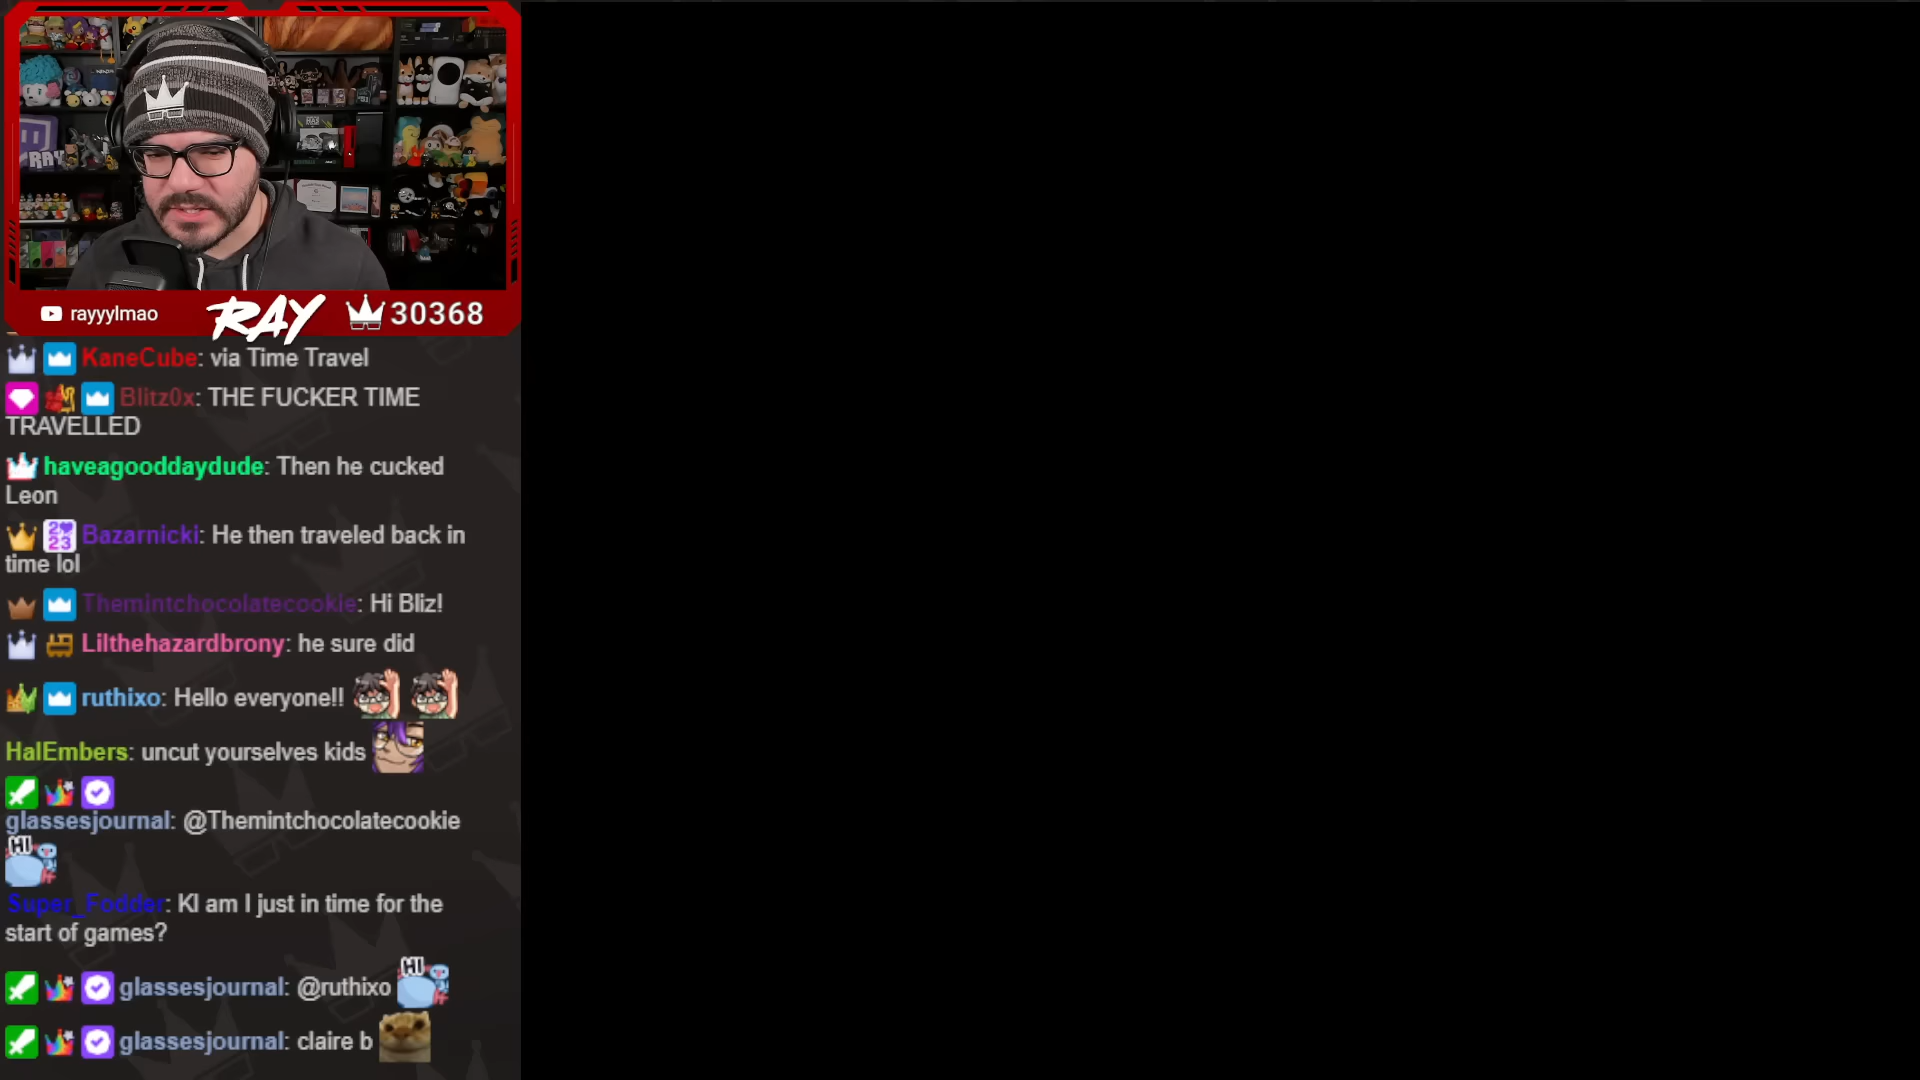 rayyylmao RAY 30368
KaneCube: via Time Travel
Blitz0x: THE FUCKER TIME
TRAVELLED
haveagooddaydude: Then he cucked
Leon
Bazarnicki: He then traveled back in
time lol
Themintchocolatecookie: Hi Bliz!
Lilthehazardbrony: he sure did
ruthixo: Hello everyone!!
HalEmbers: uncut yourselves kids
glassesjournal: @Themintchocolatecookie
HI
Super_Fodder: KI am I just in time for the
start of games?
glassesjournal: @ruthixo HI
glassesjournal: claire b